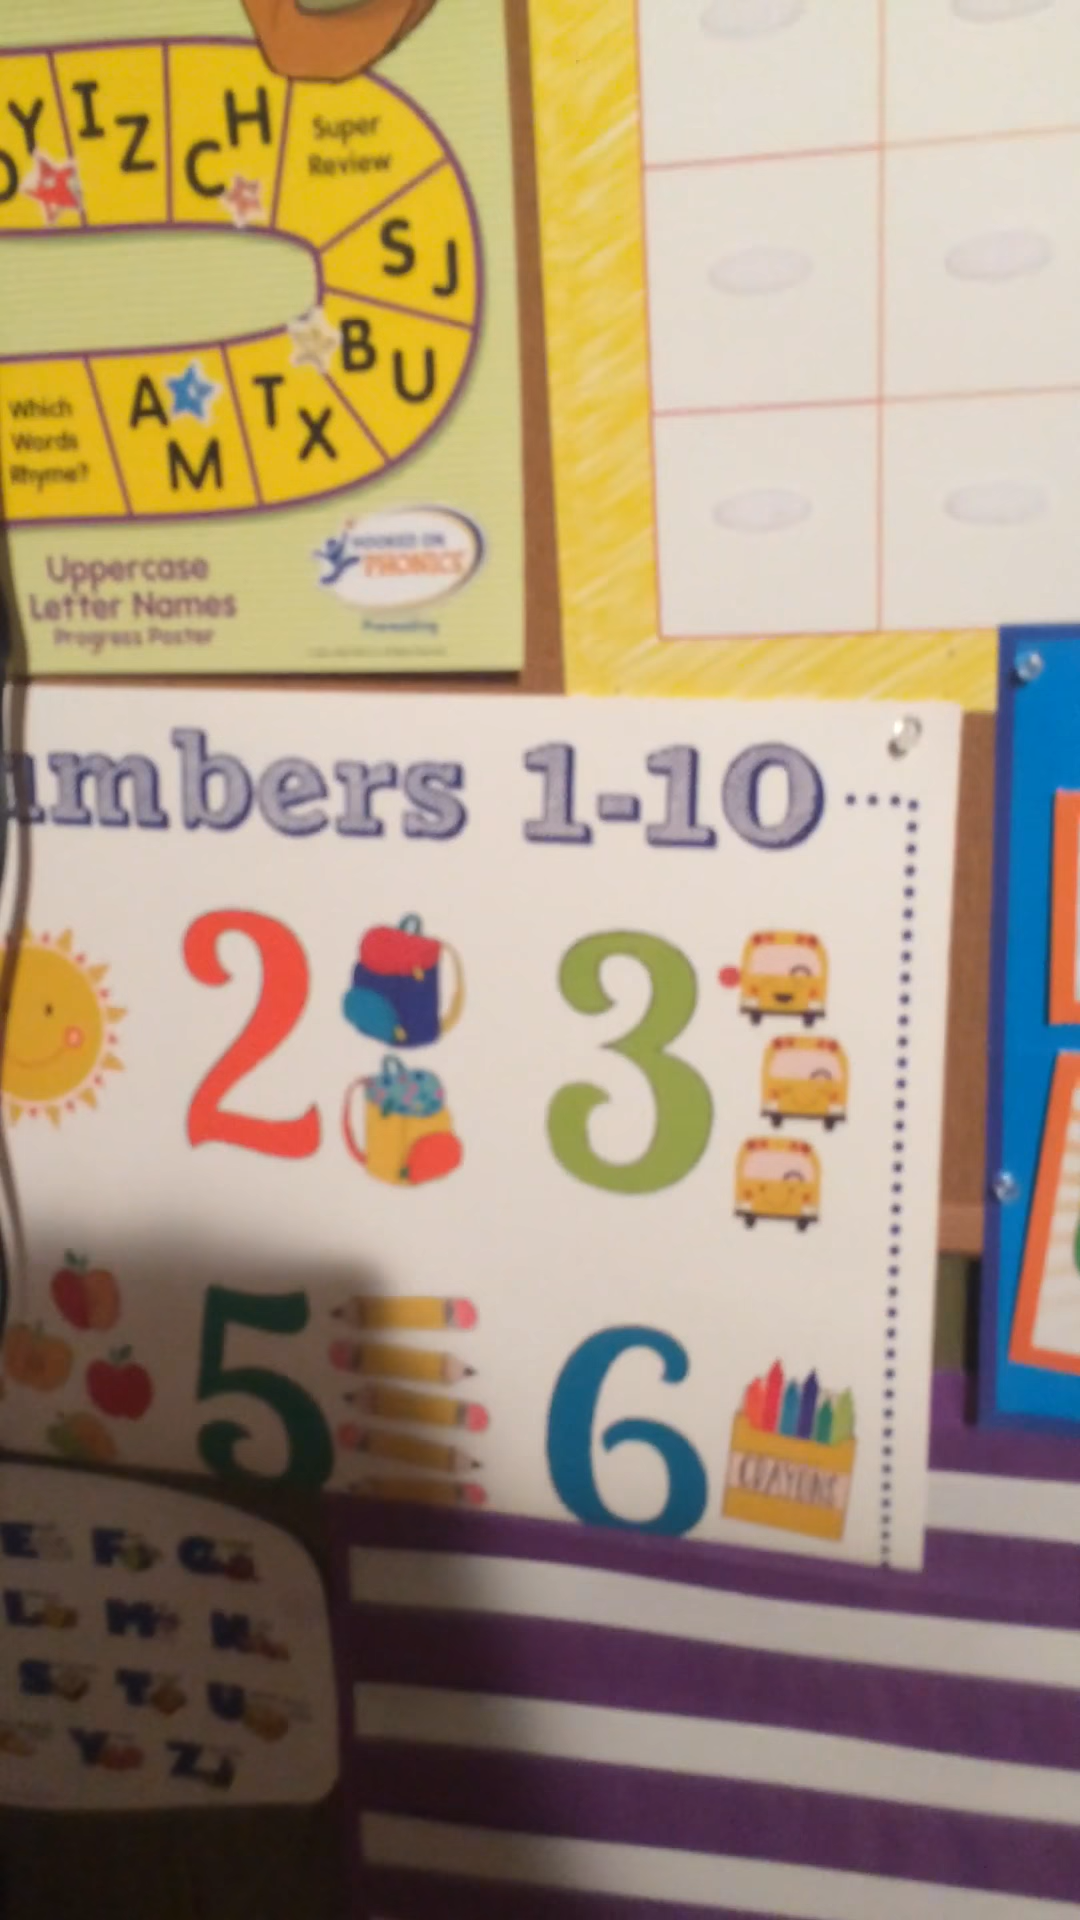 Y I Z C H Super
Review
S J
B U
T X
A M
Which
Words
Rhyme?
Uppercase
Letter Names
Progress Poster
HOOKED ON
PHONICS
umbers 1-10
2 3
5 6
CRAYONS
E F G
L M N
S T U
Y Z